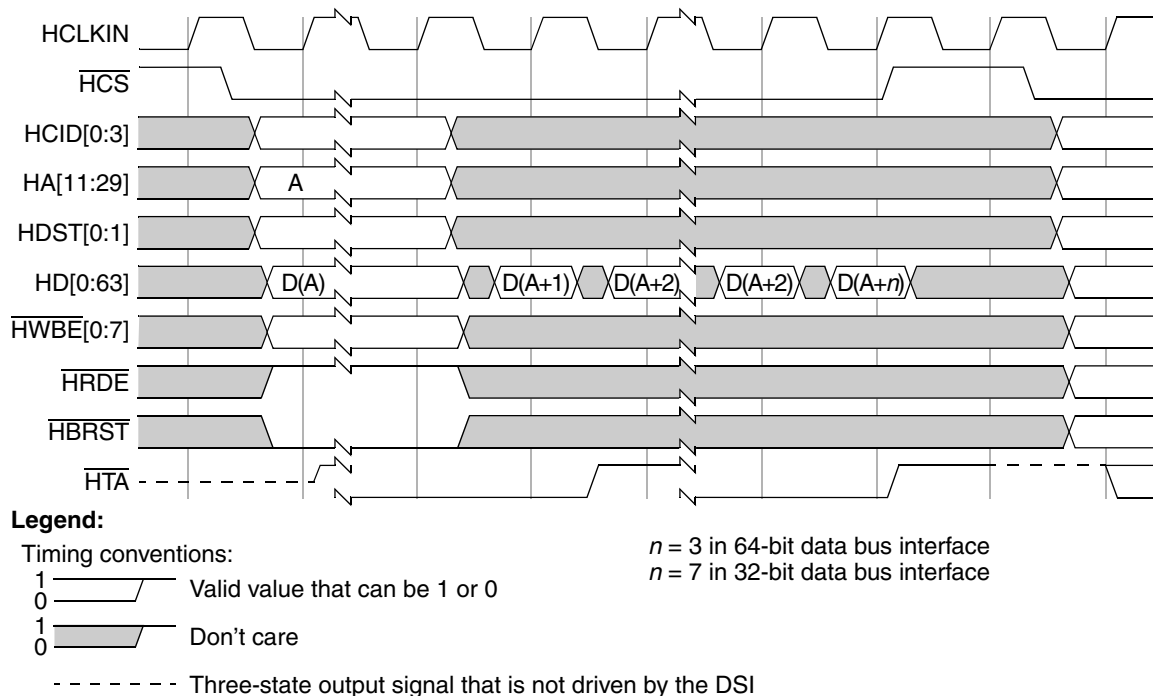 HCLKIN
HCS
HCID[0:3]
HA[11:29] A
HDST[0:1]
HD[0:63] D(A) D(A+1) D(A+2) D(A+2) D(A+n)
HWBE[0:7]
HRDE
HBRST
HTA
Legend:
Timing conventions:
1
0
Valid value that can be 1 or 0
1
0
Don't care
Three-state output signal that is not driven by the DSI
n = 3 in 64-bit data bus interface
n = 7 in 32-bit data bus interface